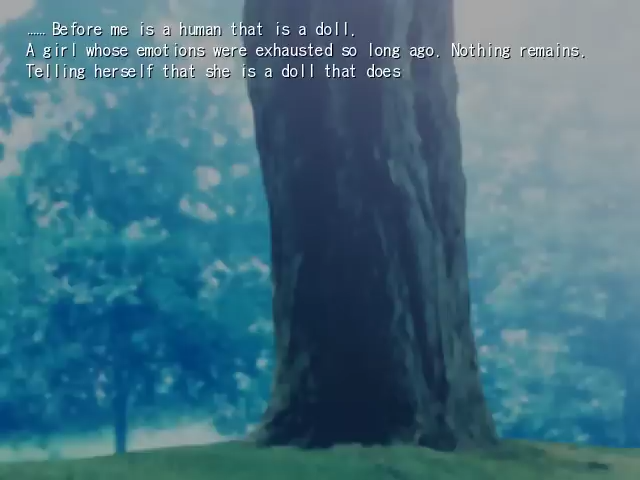 …… Before me is a human that is a doll.
A girl whose emotions were exhausted so long ago. Nothing remains.
Telling herself that she is a doll that does